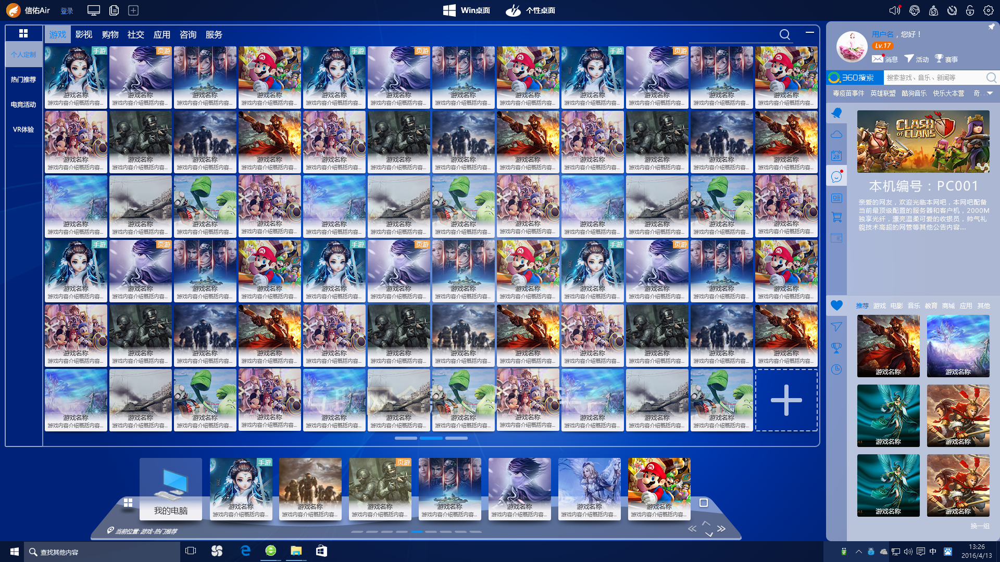 信佑Air 登录 Win桌面 个性桌面
游戏 影视 购物 社交 应用 咨询 服务
个人定制
热门推荐
电竞活动
VR体验
手游 页游 手游 页游 手游 页游
游戏名称 游戏名称 游戏名称 游戏名称 游戏名称 游戏名称 游戏名称 游戏名称 游戏名称 游戏名称 游戏名称 游戏名称
游戏内容介绍概括内容... 游戏内容介绍概括内容... 游戏内容介绍概括内容... 游戏内容介绍概括内容... 游戏内容介绍概括内容... 游戏内容介绍概括内容... 游戏内容介绍概括内容... 游戏内容介绍概括内容... 游戏内容介绍概括内容... 游戏内容介绍概括内容... 游戏内容介绍概括内容... 游戏内容介绍概括内容...
游戏名称 游戏名称 游戏名称 游戏名称 游戏名称 游戏名称 游戏名称 游戏名称 游戏名称 游戏名称 游戏名称 游戏名称
游戏内容介绍概括内容... 游戏内容介绍概括内容... 游戏内容介绍概括内容... 游戏内容介绍概括内容... 游戏内容介绍概括内容... 游戏内容介绍概括内容... 游戏内容介绍概括内容... 游戏内容介绍概括内容... 游戏内容介绍概括内容... 游戏内容介绍概括内容... 游戏内容介绍概括内容... 游戏内容介绍概括内容...
游戏名称 游戏名称 游戏名称 游戏名称 游戏名称 游戏名称 游戏名称 游戏名称 游戏名称 游戏名称 游戏名称 游戏名称
游戏内容介绍概括内容... 游戏内容介绍概括内容... 游戏内容介绍概括内容... 游戏内容介绍概括内容... 游戏内容介绍概括内容... 游戏内容介绍概括内容... 游戏内容介绍概括内容... 游戏内容介绍概括内容... 游戏内容介绍概括内容... 游戏内容介绍概括内容... 游戏内容介绍概括内容... 游戏内容介绍概括内容...
手游 页游 手游 页游 手游 页游
游戏名称 游戏名称 游戏名称 游戏名称 游戏名称 游戏名称 游戏名称 游戏名称 游戏名称 游戏名称 游戏名称 游戏名称
游戏内容介绍概括内容... 游戏内容介绍概括内容... 游戏内容介绍概括内容... 游戏内容介绍概括内容... 游戏内容介绍概括内容... 游戏内容介绍概括内容... 游戏内容介绍概括内容... 游戏内容介绍概括内容... 游戏内容介绍概括内容... 游戏内容介绍概括内容... 游戏内容介绍概括内容... 游戏内容介绍概括内容...
游戏名称 游戏名称 游戏名称 游戏名称 游戏名称 游戏名称 游戏名称 游戏名称 游戏名称 游戏名称 游戏名称 游戏名称
游戏内容介绍概括内容... 游戏内容介绍概括内容... 游戏内容介绍概括内容... 游戏内容介绍概括内容... 游戏内容介绍概括内容... 游戏内容介绍概括内容... 游戏内容介绍概括内容... 游戏内容介绍概括内容... 游戏内容介绍概括内容... 游戏内容介绍概括内容... 游戏内容介绍概括内容... 游戏内容介绍概括内容...
游戏名称 游戏名称 游戏名称 游戏名称 游戏名称 游戏名称 游戏名称 游戏名称 游戏名称 游戏名称 游戏名称
游戏内容介绍概括内容... 游戏内容介绍概括内容... 游戏内容介绍概括内容... 游戏内容介绍概括内容... 游戏内容介绍概括内容... 游戏内容介绍概括内容... 游戏内容介绍概括内容... 游戏内容介绍概括内容... 游戏内容介绍概括内容... 游戏内容介绍概括内容... 游戏内容介绍概括内容...
手游 页游
我的电脑 游戏名称 游戏名称 游戏名称 游戏名称 游戏名称 游戏名称 游戏名称
游戏内容介绍概括内容... 游戏内容介绍概括内容... 游戏内容介绍概括内容... 游戏内容介绍概括内容... 游戏内容介绍概括内容... 游戏内容介绍概括内容... 游戏内容介绍概括内容...
当前位置:游戏-热门推荐
用户名，您好！
Lv.17
消息 活动 赛事
360搜索 搜索游戏、音乐、新闻等
毒疫苗事件 英雄联盟 酷狗音乐 快乐大本营 奇...
28
CLASH
OF CLANS
本机编号：PC001
亲爱的网友，欢迎光临本网吧，本网吧配备
当前最顶级配置的服务器和客户机，2000M
独享光纤，漂亮温柔可爱的收银员，帅气礼
貌技术高超的网管等其他公告内容...
推荐 游戏 电影 音乐 教育 商城 应用 其他
游戏名称 游戏名称
游戏名称 游戏名称
游戏名称 游戏名称
换一组
查找其他内容
中
13:26
2016/4/13